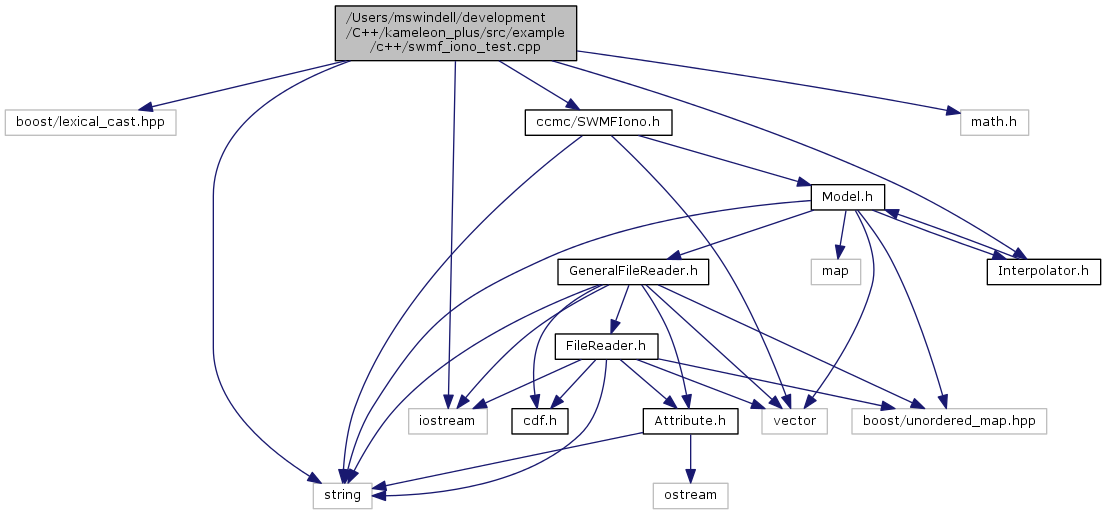 /Users/mswindell/development
/C++/kameleon_plus/src/example
/c++/swmf_iono_test.cpp
boost/lexical_cast.hpp
ccmc/SWMFIono.h
math.h
Model.h
GeneralFileReader.h
map
Interpolator.h
FileReader.h
iostream
cdf.h
Attribute.h
vector
boost/unordered_map.hpp
string
ostream